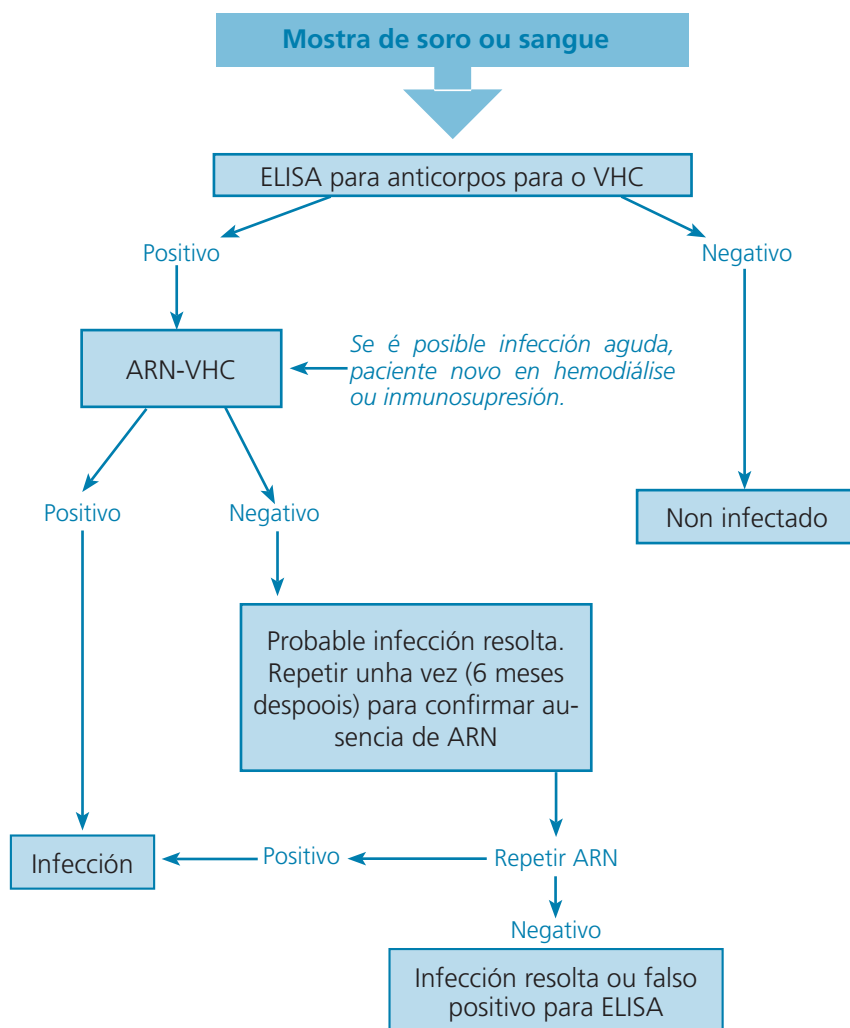 Mostra de soro ou sangue
ELISA para anticorpos para o VHC
Positivo
Negativo
ARN-VHC
Se é posible infección aguda,
paciente novo en hemodiálise
ou inmunosupresión.
Positivo
Negativo
Non infectado
Probable infección resolta.
Repetir unha vez (6 meses
despoois) para confirmar au-
sencia de ARN
Infección
Positivo
Repetir ARN
Negativo
Infección resolta ou falso
positivo para ELISA